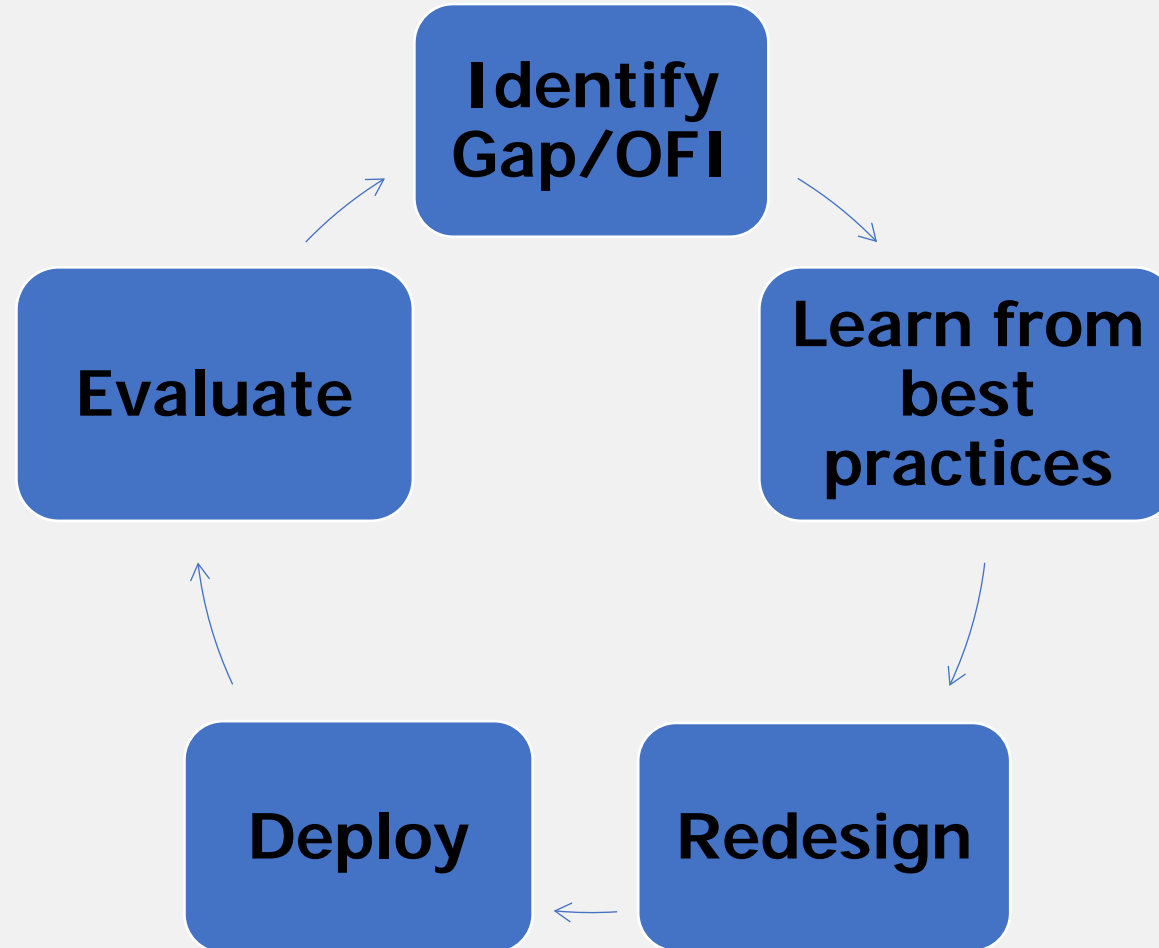 Identify
Gap/OFI
Learn from
best
practices
Redesign
Deploy
Evaluate